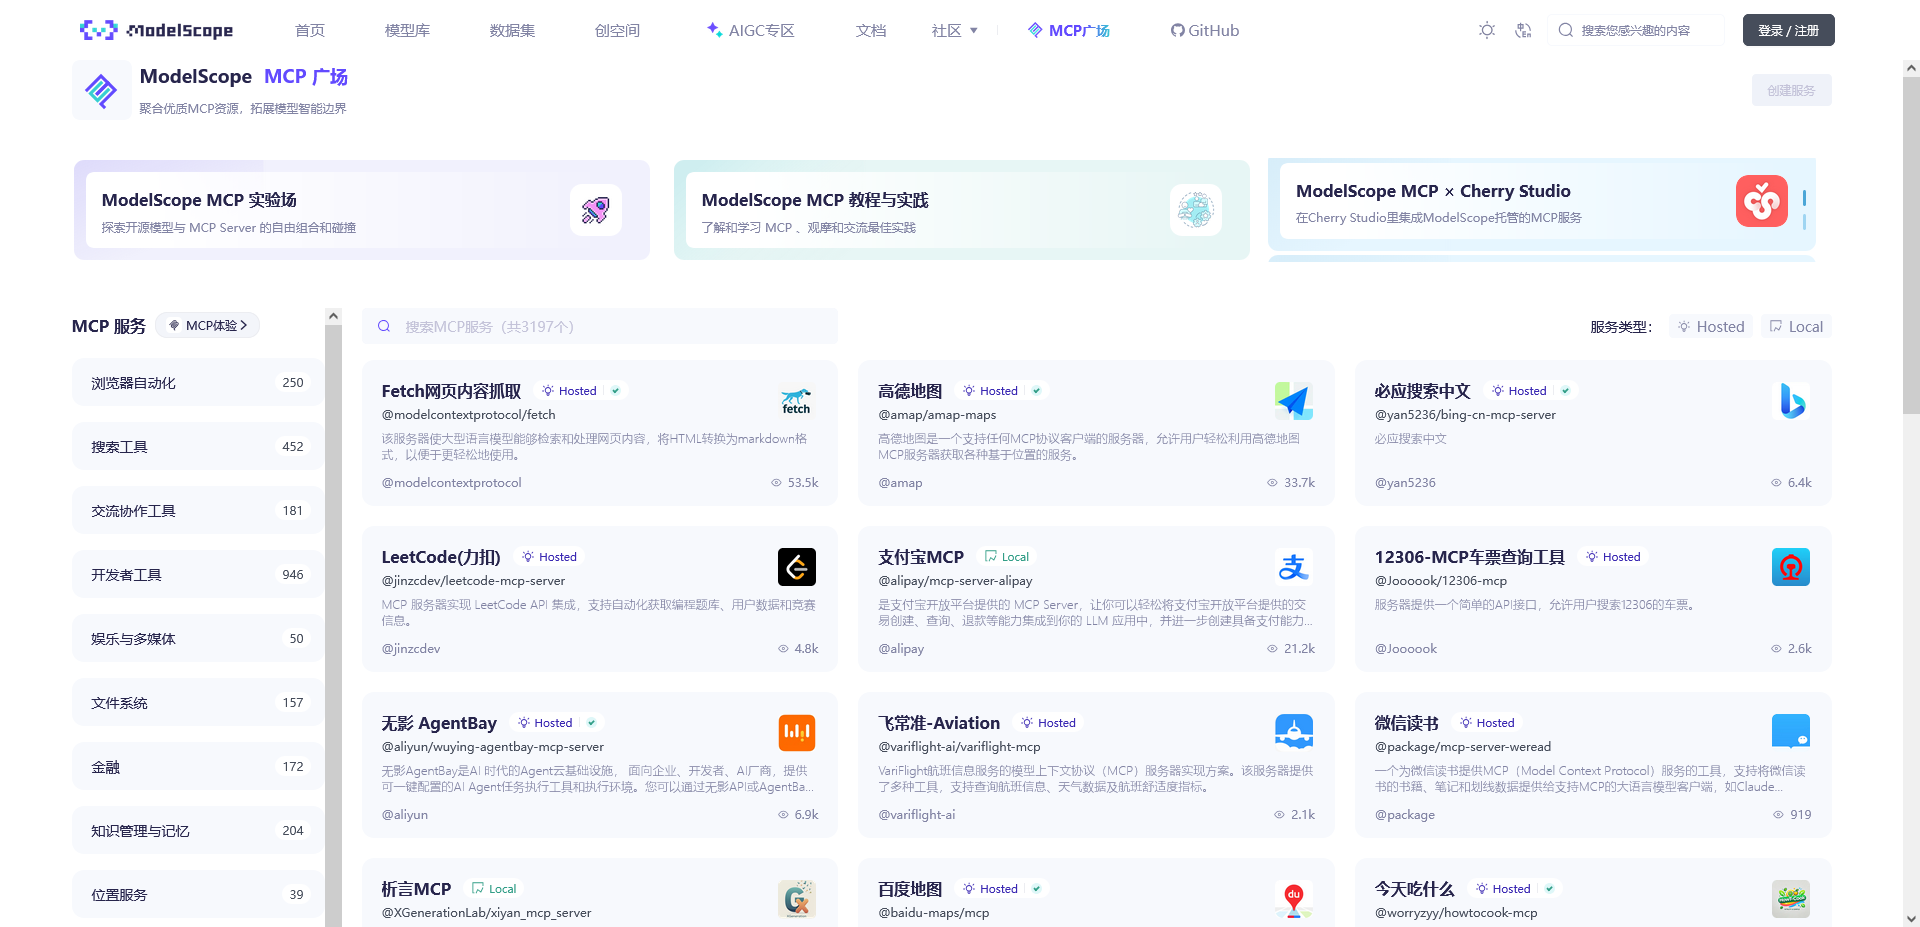 ModelScope 首页 模型库 数据集 创空间 AIGC专区 文档 社区 MCP广场 GitHub 搜索您感兴趣的内容 登录 / 注册
ModelScope MCP 广场
聚合优质MCP资源，拓展模型智能边界
创建服务
ModelScope MCP 实验场
探索开源模型与 MCP Server 的自由组合和碰撞
ModelScope MCP 教程与实践
了解和学习 MCP 、观摩和交流最佳实践
ModelScope MCP × Cherry Studio
在Cherry Studio里集成ModelScope托管的MCP服务
MCP 服务 MCP体验
浏览器自动化 250
搜索工具 452
交流协作工具 181
开发者工具 946
娱乐与多媒体 50
文件系统 157
金融 172
知识管理与记忆 204
位置服务 39
搜索MCP服务（共3197个）
服务类型： Hosted Local
Fetch网页内容抓取 Hosted
fetch
@modelcontextprotocol/fetch
该服务器使大型语言模型能够检索和处理网页内容，将HTML转换为markdown格
式，以便于更轻松地使用。
@modelcontextprotocol 53.5k
高德地图 Hosted
@amap/amap-maps
高德地图是一个支持任何MCP协议客户端的服务器，允许用户轻松利用高德地图
MCP服务器获取各种基于位置的服务。
@amap 33.7k
必应搜索中文 Hosted
@yan5236/bing-cn-mcp-server
必应搜索中文
@yan5236 6.4k
LeetCode(力扣) Hosted
@jinzcdev/leetcode-mcp-server
MCP 服务器实现 LeetCode API 集成，支持自动化获取编程题库、用户数据和竞赛
信息。
@jinzcdev 4.8k
支付宝MCP Local
支
@alipay/mcp-server-alipay
是支付宝开放平台提供的 MCP Server，让你可以轻松将支付宝开放平台提供的交
易创建、查询、退款等能力集成到你的 LLM 应用中，并进一步创建具备支付能力...
@alipay 21.2k
12306-MCP车票查询工具 Hosted
@Joooook/12306-mcp
服务器提供一个简单的API接口，允许用户搜索12306的车票。
@Joooook 2.6k
无影 AgentBay Hosted
@aliyun/wuying-agentbay-mcp-server
无影AgentBay是AI 时代的Agent云基础设施， 面向企业、开发者、AI厂商，提供
可一键配置的AI Agent任务执行工具和执行环境。您可以通过无影API或AgentBa...
@aliyun 6.9k
飞常准-Aviation Hosted
@variflight-ai/variflight-mcp
VariFlight航班信息服务的模型上下文协议（MCP）服务器实现方案。该服务器提供
了多种工具，支持查询航班信息、天气数据及航班舒适度指标。
@variflight-ai 2.1k
微信读书 Hosted
@package/mcp-server-weread
一个为微信读书提供MCP（Model Context Protocol）服务的工具，支持将微信读
书的书籍、笔记和划线数据提供给支持MCP的大语言模型客户端，如Claude...
@package 919
析言MCP Local
@XGenerationLab/xiyan_mcp_server
百度地图 Hosted
du
@baidu-maps/mcp
今天吃什么 Hosted
@worryzyy/howtocook-mcp